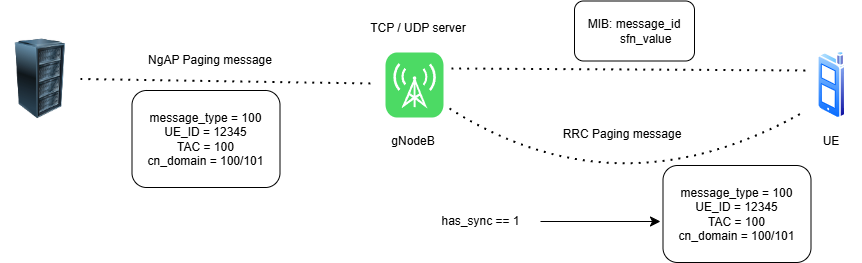 TCP / UDP server
MIB: message_id
sfn_value
NgAP Paging message
message_type = 100
UE_ID = 12345
TAC = 100
cn_domain = 100/101
gNodeB
RRC Paging message
UE
has_sync == 1
message_type = 100
UE_ID = 12345
TAC = 100
cn_domain = 100/101